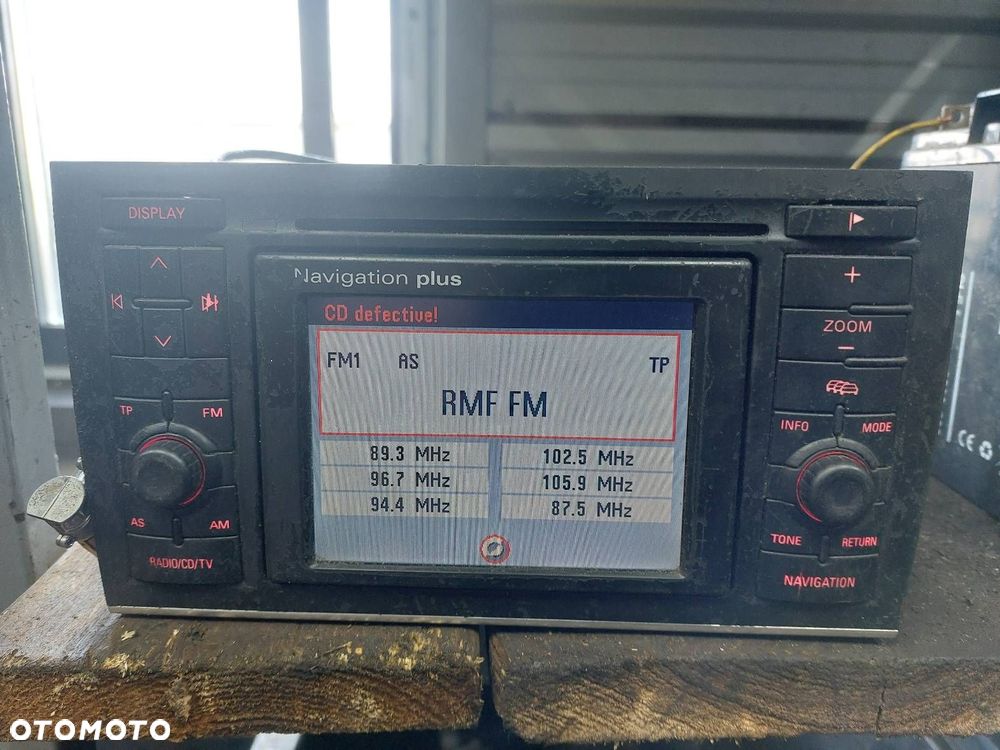 DISPLAY
Navigation plus
+
ZOOM
−
CD defective!
FM1 AS TP
RMF FM
89.3 MHz 102.5 MHz
96.7 MHz 105.9 MHz
94.4 MHz 87.5 MHz
TP FM
AS AM
RADIO/CD/TV
INFO MODE
TONE RETURN
NAVIGATION
CE
OTOMOTO